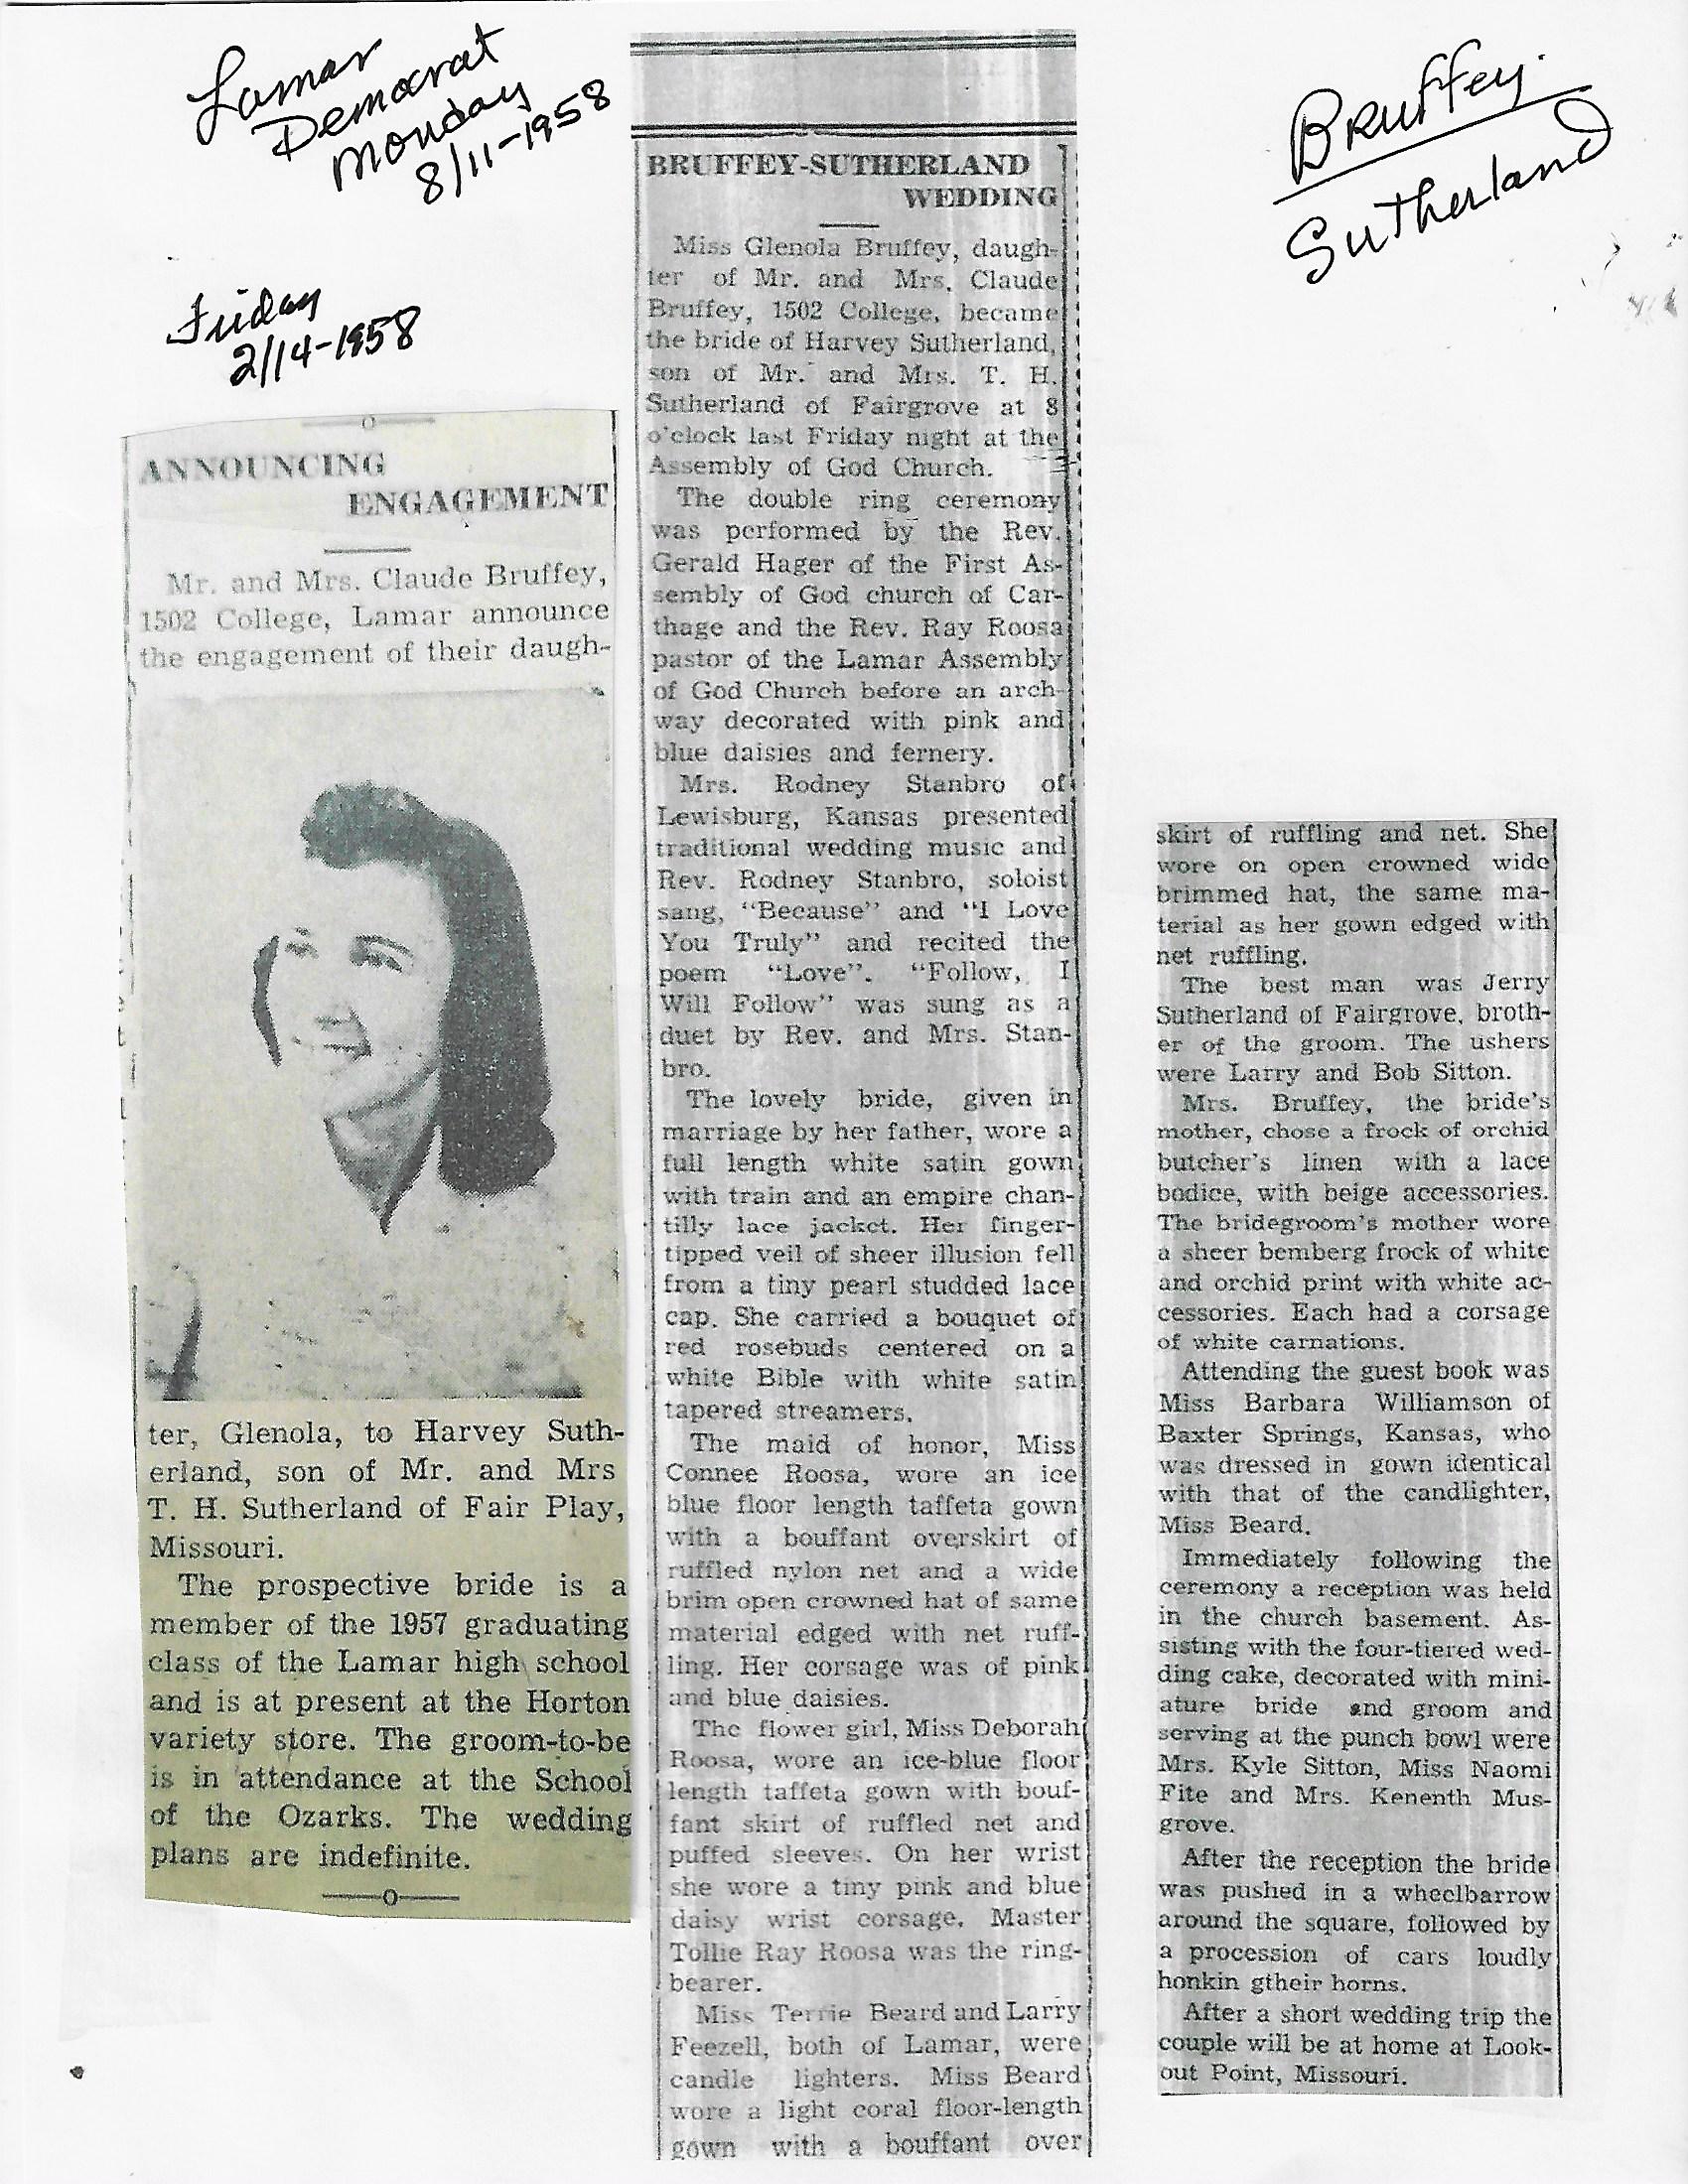 Lamar
Democrat
Monday
8/11-1958
Friday
2/14-1958
Bruffey
Sutherland
ANNOUNCING
ENGAGEMENT
Mr. and Mrs. Claude Bruffey,
1502 College, Lamar announce
the engagement of their daugh-
ter, Glenola, to Harvey Suth-
erland, son of Mr. and Mrs
T. H. Sutherland of Fair Play,
Missouri.
The prospective bride is a
member of the 1957 graduating
class of the Lamar high school
and is at present at the Horton
variety store. The groom-to-be
is in attendance at the School
of the Ozarks. The wedding
plans are indefinite.
BRUFFEY-SUTHERLAND
WEDDING
Miss Glenola Bruffey, daugh-
ter of Mr. and Mrs. Claude
Bruffey, 1502 College, became
the bride of Harvey Sutherland,
son of Mr. and Mrs. T. H.
Sutherland of Fairgrove at 8
o'clock last Friday night at the
Assembly of God Church.
The double ring ceremony
was performed by the Rev.
Gerald Hager of the First As-
sembly of God church of Car-
thage and the Rev. Ray Roosa
pastor of the Lamar Assembly
of God Church before an arch-
way decorated with pink and
blue daisies and fernery.
Mrs. Rodney Stanbro of
Lewisburg, Kansas presented
traditional wedding music and
Rev. Rodney Stanbro, soloist
sang, "Because" and "I Love
You Truly" and recited the
poem "Love". "Follow, I
Will Follow" was sung as a
duet by Rev. and Mrs. Stan-
bro.
The lovely bride, given in
marriage by her father, wore a
full length white satin gown
with train and an empire chan-
tilly lace jacket. Her finger-
tipped veil of sheer illusion fell
from a tiny pearl studded lace
cap. She carried a bouquet of
red rosebuds centered on a
white Bible with white satin
tapered streamers.
The maid of honor, Miss
Connee Roosa, wore an ice
blue floor length taffeta gown
with a bouffant overskirt of
ruffled nylon net and a wide
brim open crowned hat of same
material edged with net ruff-
ling. Her corsage was of pink
and blue daisies.
The flower girl, Miss Deborah
Roosa, wore an ice-blue floor
length taffeta gown with bouf-
fant skirt of ruffled net and
puffed sleeves. On her wrist
she wore a tiny pink and blue
daisy wrist corsage. Master
Tollie Ray Roosa was the ring-
bearer.
Miss Terrie Beard and Larry
Feezell, both of Lamar, were
candle lighters. Miss Beard
wore a light coral floor-length
gown with a bouffant over
skirt of ruffling and net. She
wore on open crowned wide
brimmed hat, the same ma-
terial as her gown edged with
net ruffling.
The best man was Jerry
Sutherland of Fairgrove, broth-
er of the groom. The ushers
were Larry and Bob Sitton.
Mrs. Bruffey, the bride's
mother, chose a frock of orchid
butcher's linen with a lace
bodice, with beige accessories.
The bridegroom's mother wore
a sheer bemberg frock of white
and orchid print with white ac-
cessories. Each had a corsage
of white carnations.
Attending the guest book was
Miss Barbara Williamson of
Baxter Springs, Kansas, who
was dressed in gown identical
with that of the candlighter,
Miss Beard.
Immediately following the
ceremony a reception was held
in the church basement. As-
sisting with the four-tiered wed-
ding cake, decorated with mini-
ature bride and groom and
serving at the punch bowl were
Mrs. Kyle Sitton, Miss Naomi
Fite and Mrs. Kenenth Mus-
grove.
After the reception the bride
was pushed in a wheelbarrow
around the square, followed by
a procession of cars loudly
honkin gtheir horns.
After a short wedding trip the
couple will be at home at Look-
out Point, Missouri.